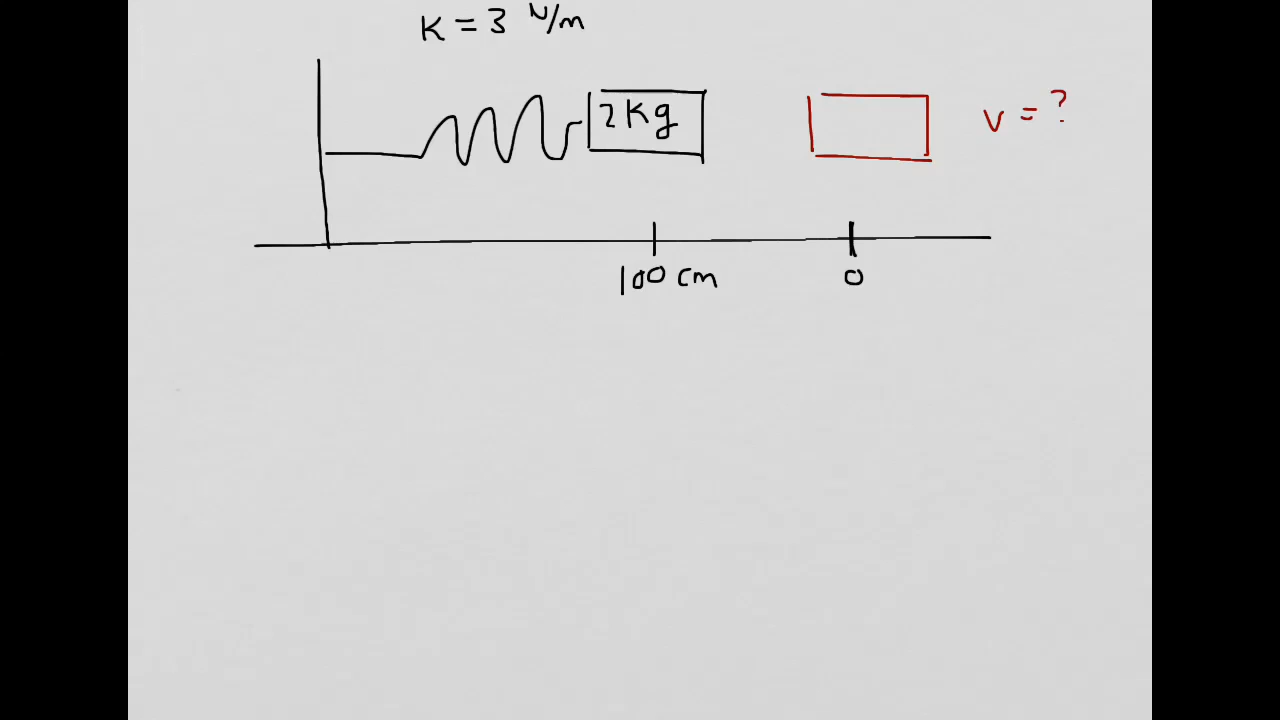 K = 3 N/m
2Kg
v = ?
100 cm
0